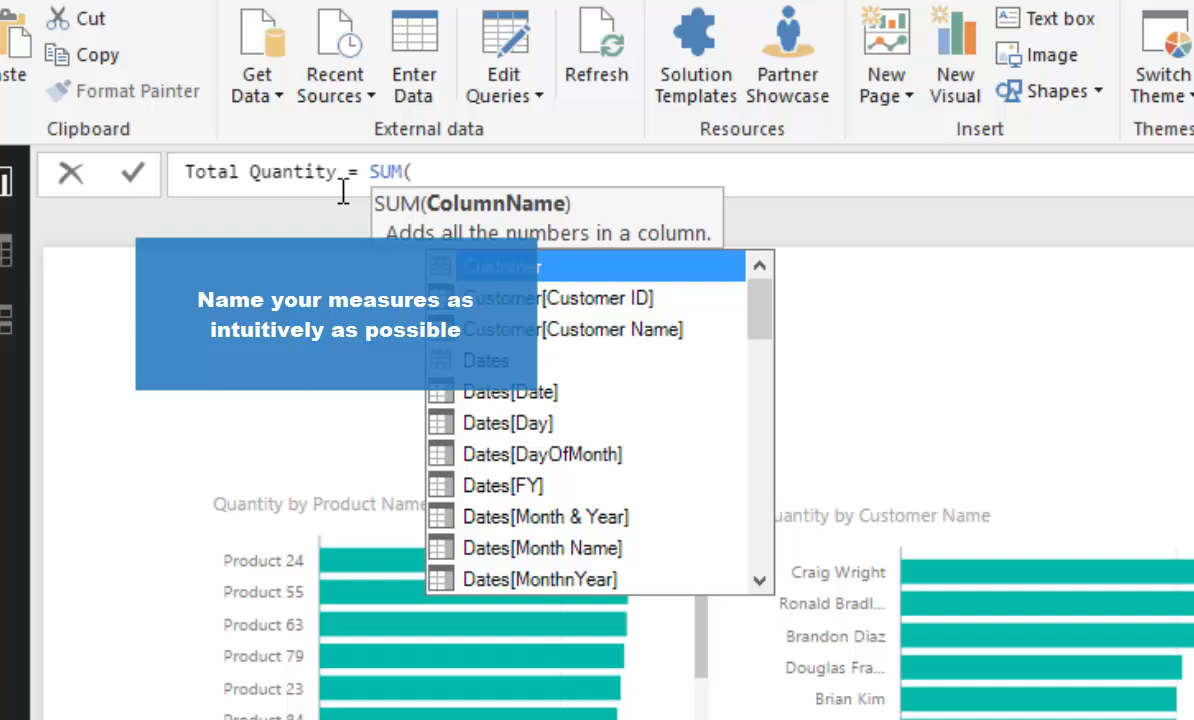 Cut
Copy
Format Painter
Clipboard
Get Data
Recent Sources
Enter Data
Edit Queries
Refresh
External data
Solution Templates
Partner Showcase
Resources
New Page
New Visual
Text box
Image
Shapes
Insert
Switch Theme
Themes
Total Quantity = SUM(
SUM(ColumnName)
Adds all the numbers in a column.
Name your measures as
intuitively as possible
Customer
Customer[Customer ID]
Customer[Customer Name]
Dates
Dates[Date]
Dates[Day]
Dates[DayOfMonth]
Dates[FY]
Dates[Month & Year]
Dates[Month Name]
Dates[MonthnYear]
Quantity by Product Name
Product 24
Product 55
Product 63
Product 79
Product 23
uantity by Customer Name
Craig Wright
Ronald Bradl...
Brandon Diaz
Douglas Fra...
Brian Kim